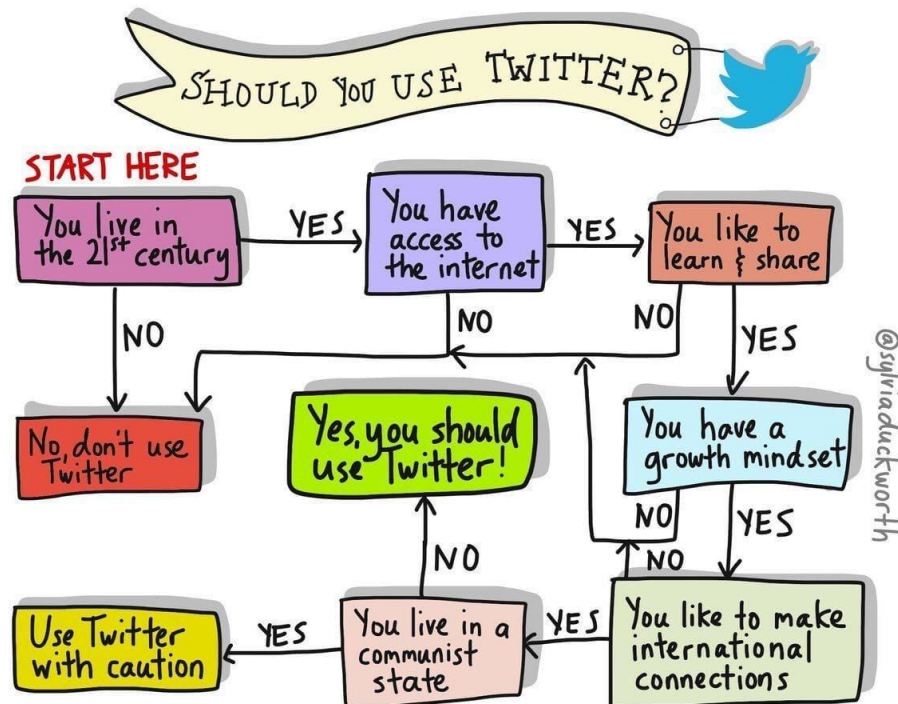 SHOULD YOU USE TWITTER?
START HERE
You live in
the 21st century
YES
You have
access to
the internet
YES
You like to
learn & share
NO
NO
NO
YES
No, don't use
Twitter
Yes, you should
use Twitter!
You have a
growth mindset
NO
YES
NO
NO
Use Twitter
with caution
YES
You live in a
communist
state
YES
You like to make
international
connections
@sylviaduckworth